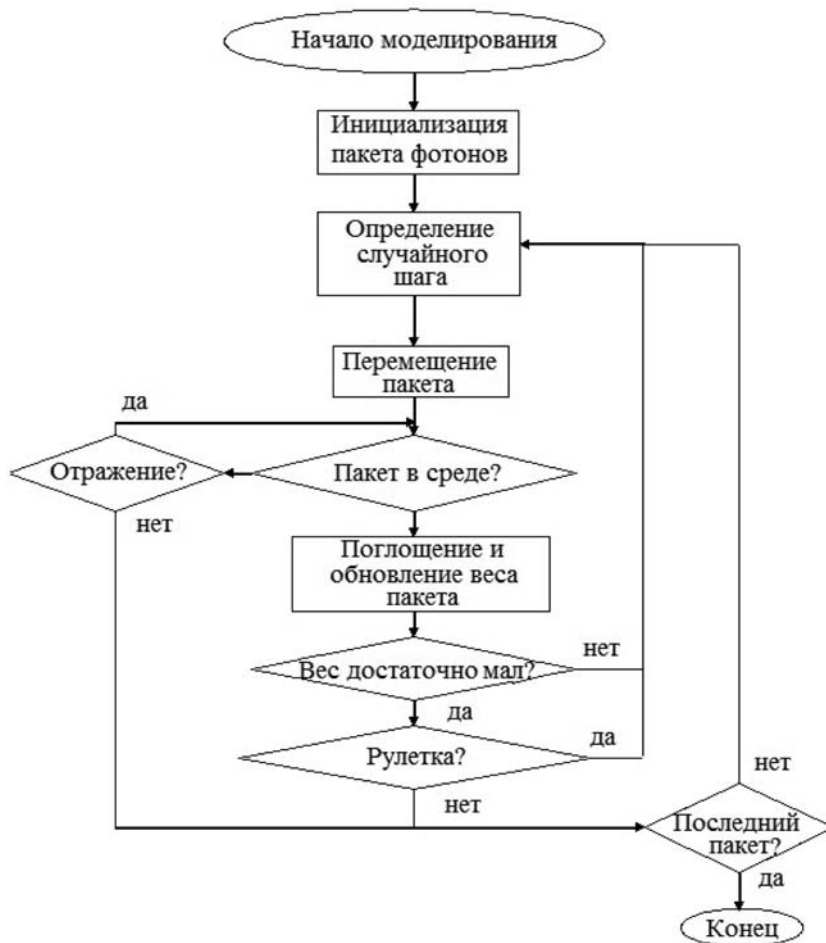 Начало моделирования
Инициализация
пакета фотонов
Определение
случайного
шага
Перемещение
пакета
да
Отражение?
Пакет в среде?
нет
Поглощение и
обновление веса
пакета
Вес достаточно мал?
нет
да
Рулетка?
да
нет
нет
Последний
пакет?
да
Конец